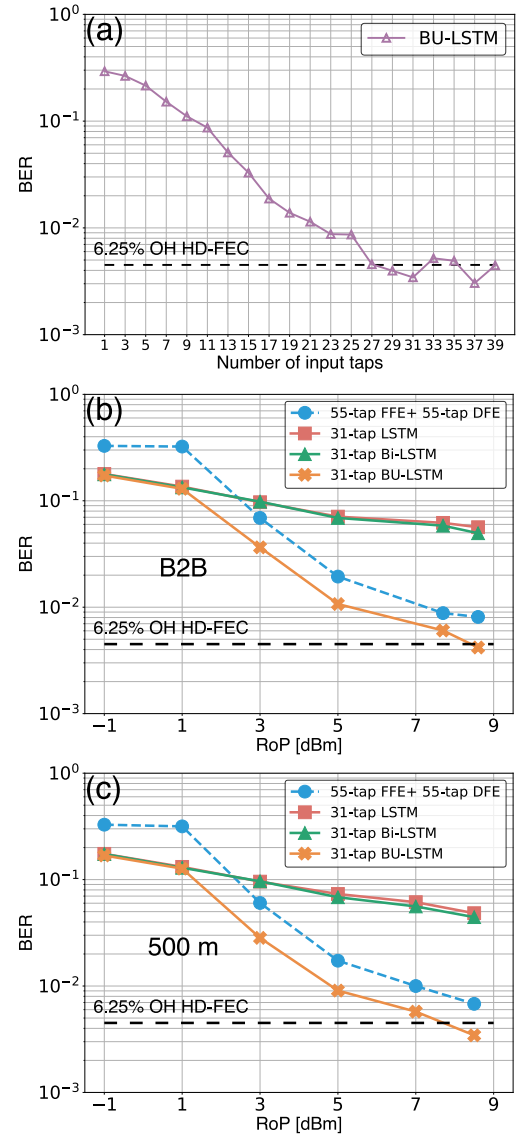 (a)
BU-LSTM
10⁰
10⁻¹
10⁻²
10⁻³
BER
6.25% OH HD-FEC
1 3 5 7 9 11 13 15 17 19 21 23 25 27 29 31 33 35 37 39
Number of input taps
(b)
55-tap FFE+ 55-tap DFE
31-tap LSTM
31-tap Bi-LSTM
31-tap BU-LSTM
10⁰
10⁻¹
10⁻²
10⁻³
BER
B2B
6.25% OH HD-FEC
−1 1 3 5 7 9
RoP [dBm]
(c)
55-tap FFE+ 55-tap DFE
31-tap LSTM
31-tap Bi-LSTM
31-tap BU-LSTM
10⁰
10⁻¹
10⁻²
10⁻³
BER
500 m
6.25% OH HD-FEC
−1 1 3 5 7 9
RoP [dBm]